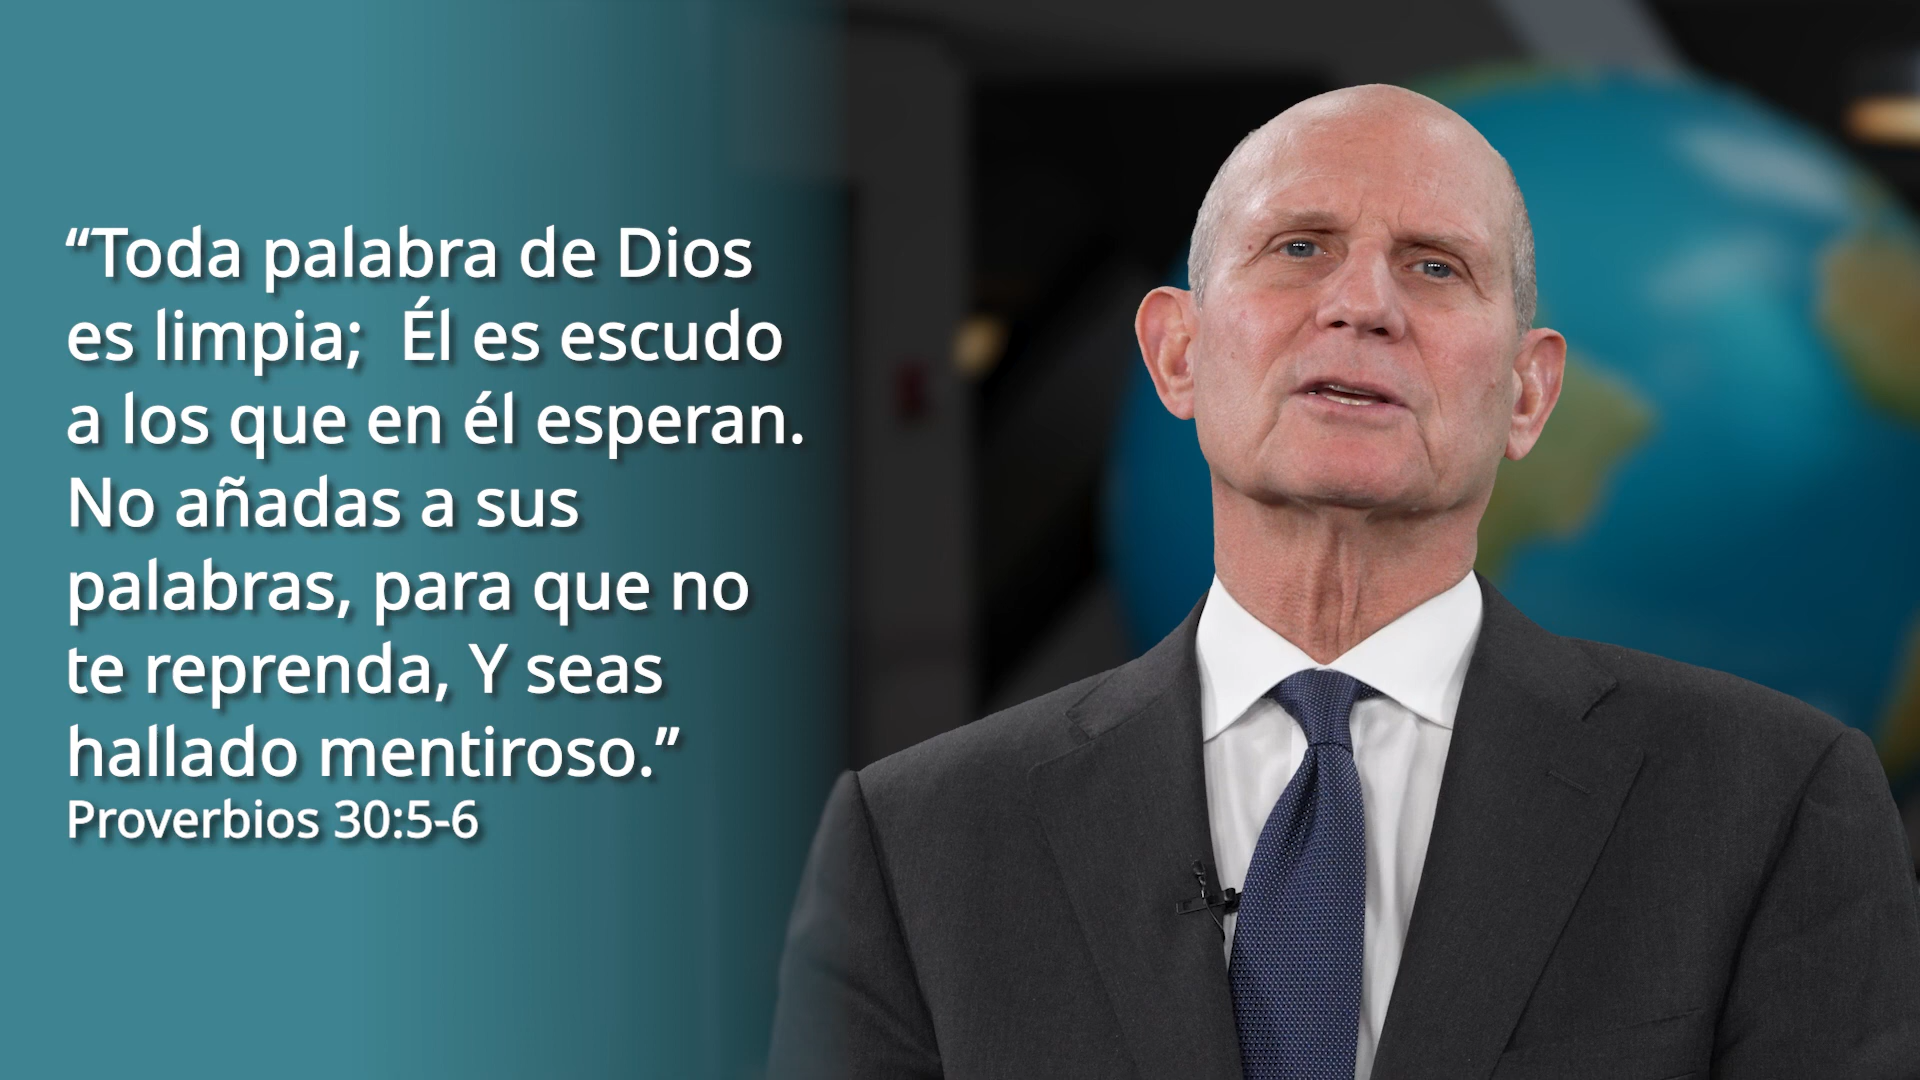 “Toda palabra de Dios
es limpia;  Él es escudo
a los que en él esperan.
No añadas a sus
palabras, para que no
te reprenda, Y seas
hallado mentiroso.”
Proverbios 30:5-6